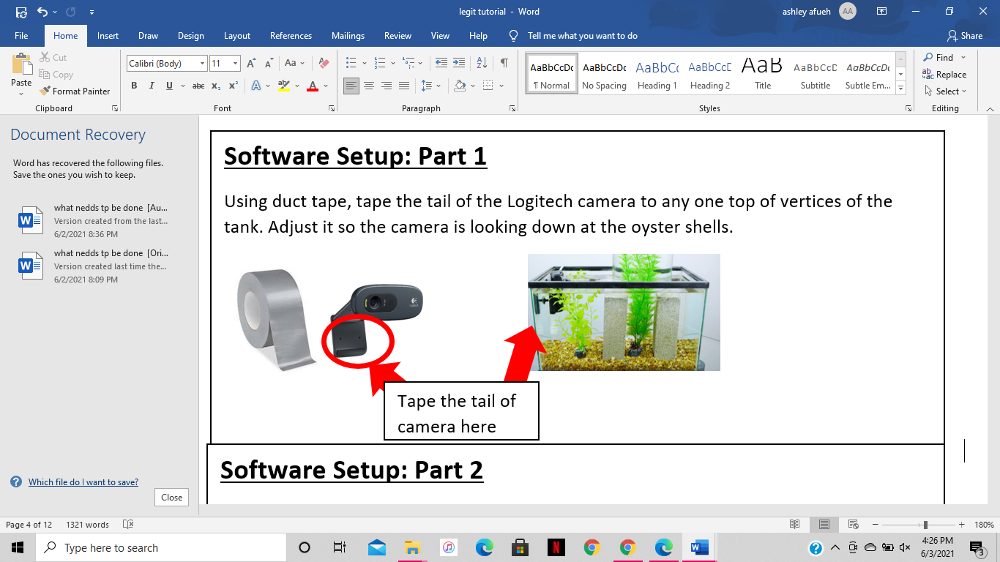 legit tutorial - Word
ashley afueh
AA
File Home Insert Draw Design Layout References Mailings Review View Help Tell me what you want to do Share
Paste
Cut
Copy
Format Painter
Clipboard
Calibri (Body) 11
B I U abc x₂ x²
Font
Paragraph
AaBbCcDc AaBbCcDc AaBbCc AaBbCcD AaB AaBbCcD AaBbCcDc
¶ Normal No Spacing Heading 1 Heading 2 Title Subtitle Subtle Em...
Styles
Find
Replace
Select
Editing
Document Recovery
Word has recovered the following files.
Save the ones you wish to keep.
what nedds tp be done [Au...
Version created from the last...
6/2/2021 8:36 PM
what nedds tp be done [Ori...
Version created last time the...
6/2/2021 8:09 PM
Which file do I want to save?
Close
Software Setup: Part 1
Using duct tape, tape the tail of the Logitech camera to any one top of vertices of the
tank. Adjust it so the camera is looking down at the oyster shells.
Tape the tail of
camera here
Software Setup: Part 2
Page 4 of 12 1321 words
180%
Type here to search
4:26 PM
6/3/2021
3